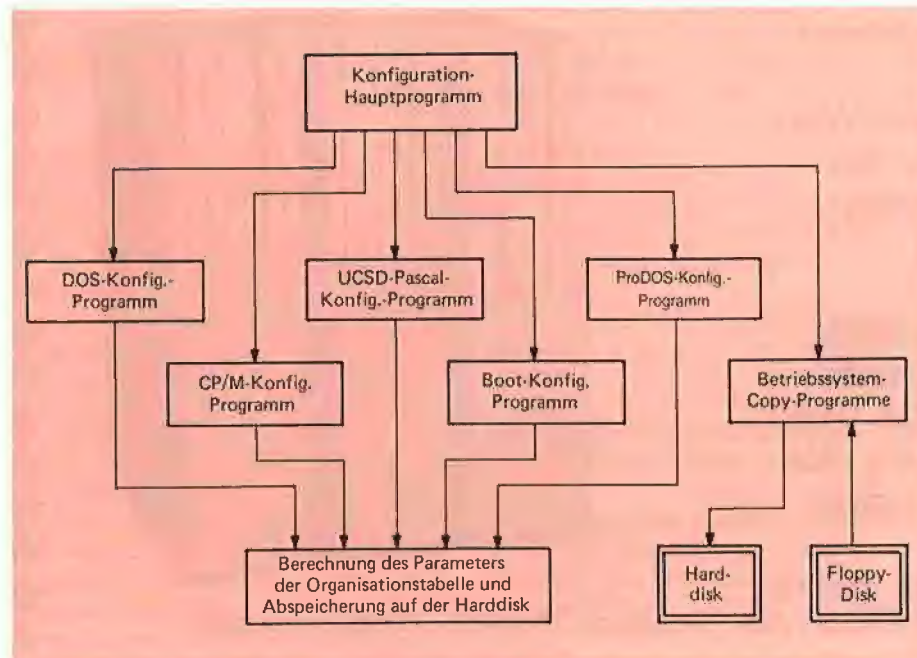 Konfiguration-
Hauptprogramm
DOS-Konfig.-
Programm
UCSD-Pascal-
Konfig.-Programm
ProDOS-Konfig.-
Programm
CP/M-Konfig.
Programm
Boot-Konfig.
Programm
Betriebssystem-
Copy-Programme
Berechnung des Parameters
der Organisationstabelle und
Abspeicherung auf der Harddisk
Hard-
disk
Floppy-
Disk